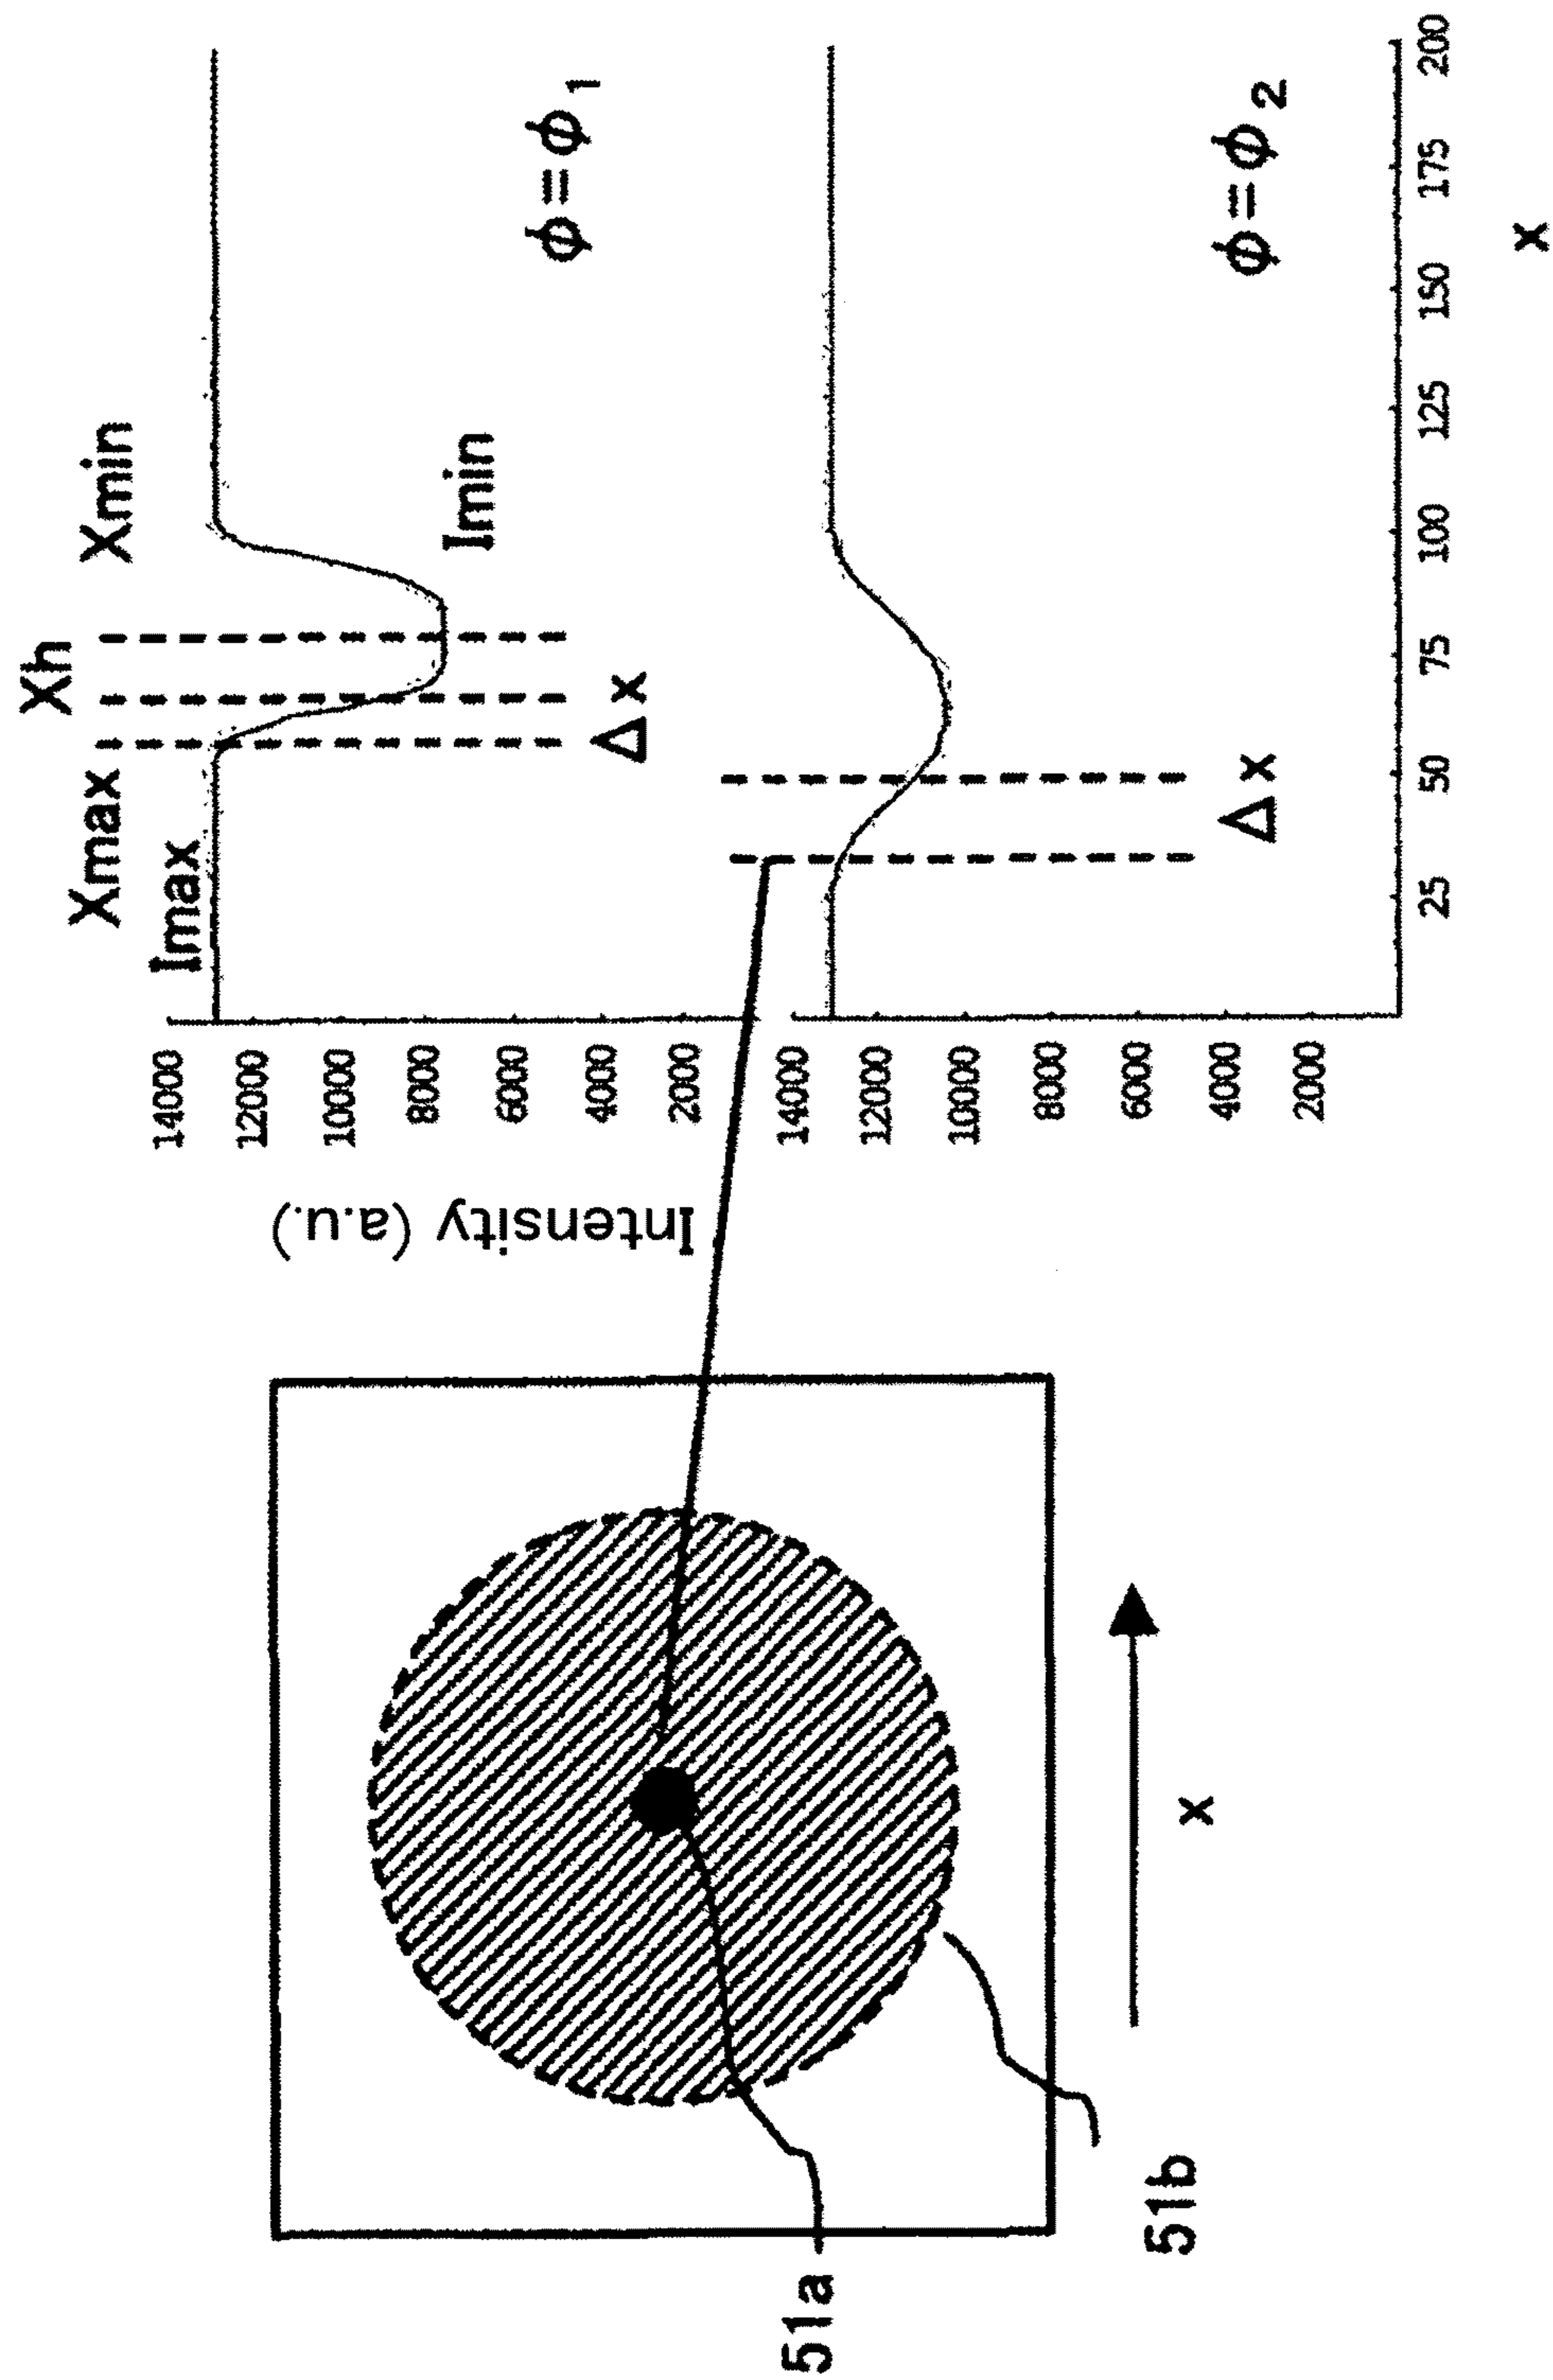 51a
51b
x
Intensity (a.u.)
Xmax
Xh
Xmin
Imax
Imin
Δx
ϕ=ϕ1
14000
12000
10000
8000
6000
4000
2000
Δx
ϕ=ϕ2
14000
12000
10000
8000
6000
4000
2000
25 50 75 100 125 150 175 200
x